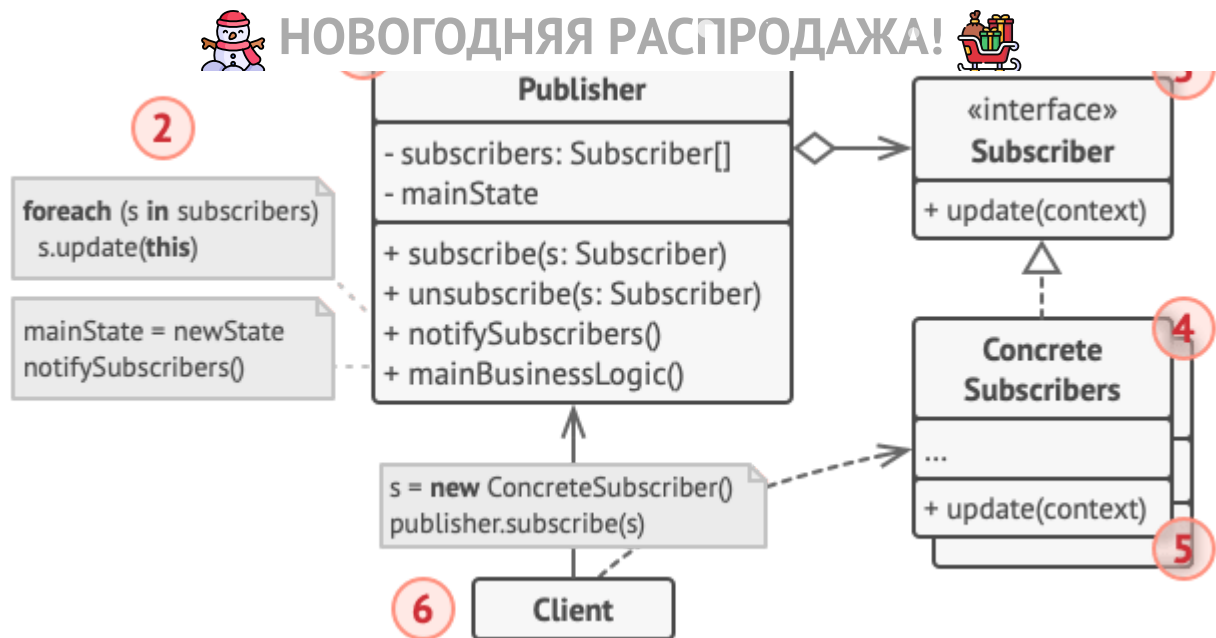 НОВОГОДНЯЯ РАСПРОДАЖА!
Publisher
- subscribers: Subscriber[]
- mainState
+ subscribe(s: Subscriber)
+ unsubscribe(s: Subscriber)
+ notifySubscribers()
+ mainBusinessLogic()
2
foreach (s in subscribers)
s.update(this)
mainState = newState
notifySubscribers()
3
«interface»
Subscriber
+ update(context)
4
Concrete
Subscribers
...
+ update(context)
5
s = new ConcreteSubscriber()
publisher.subscribe(s)
6
Client